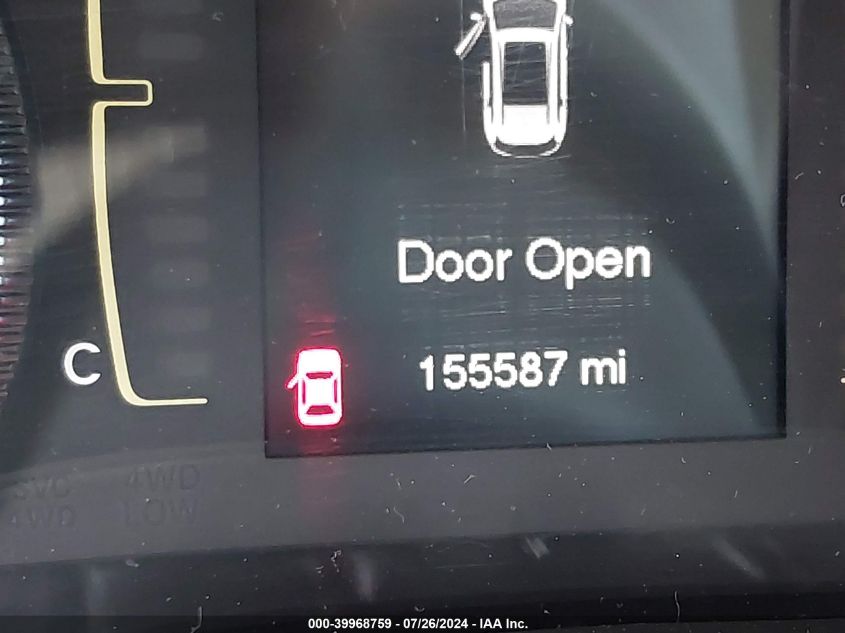 Door Open
155587 mi
C
4WD
LOW
000-39968759 - 07/26/2024 - IAA Inc.